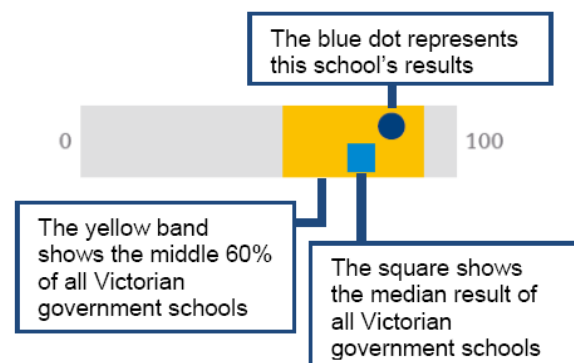 The blue dot represents
this school's results
0
100
The yellow band
shows the middle 60%
of all Victorian
government schools
The square shows
the median result of
all Victorian
government schools